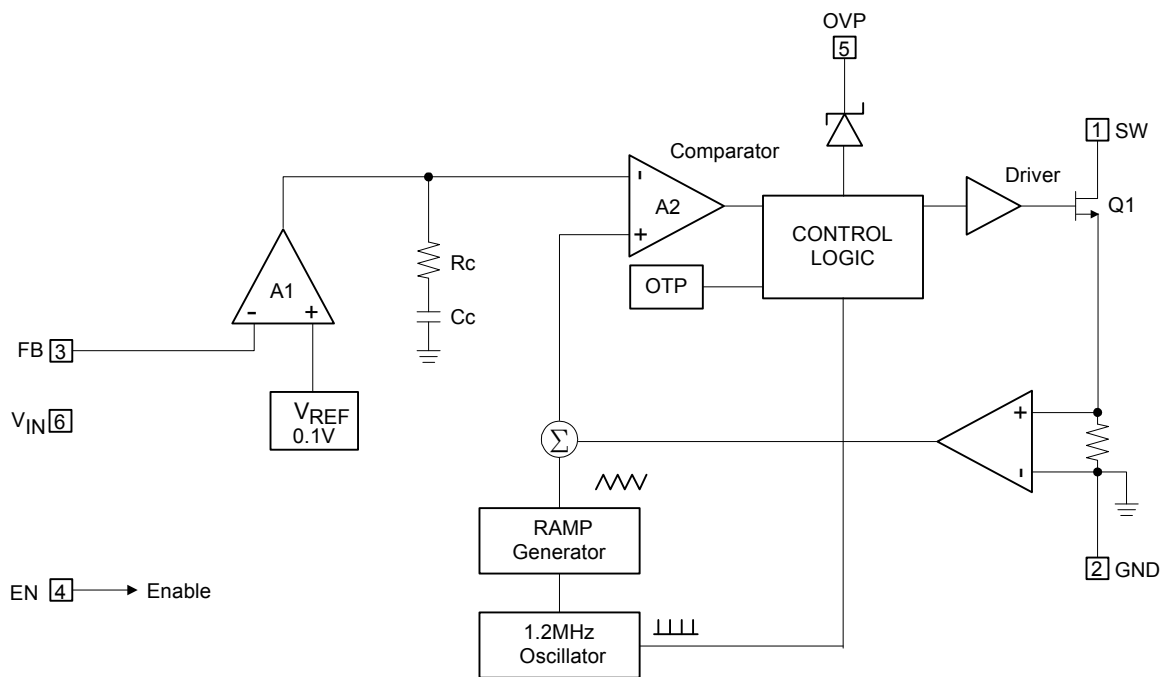 OVP
5
1 SW
Comparator
Driver
-
A2
+
Q1
CONTROL
LOGIC
Rc
OTP
A1
- +
Cc
FB 3
VREF
0.1V
VIN 6
+
Σ
-
RAMP
Generator
2 GND
EN 4 Enable
1.2MHz
Oscillator